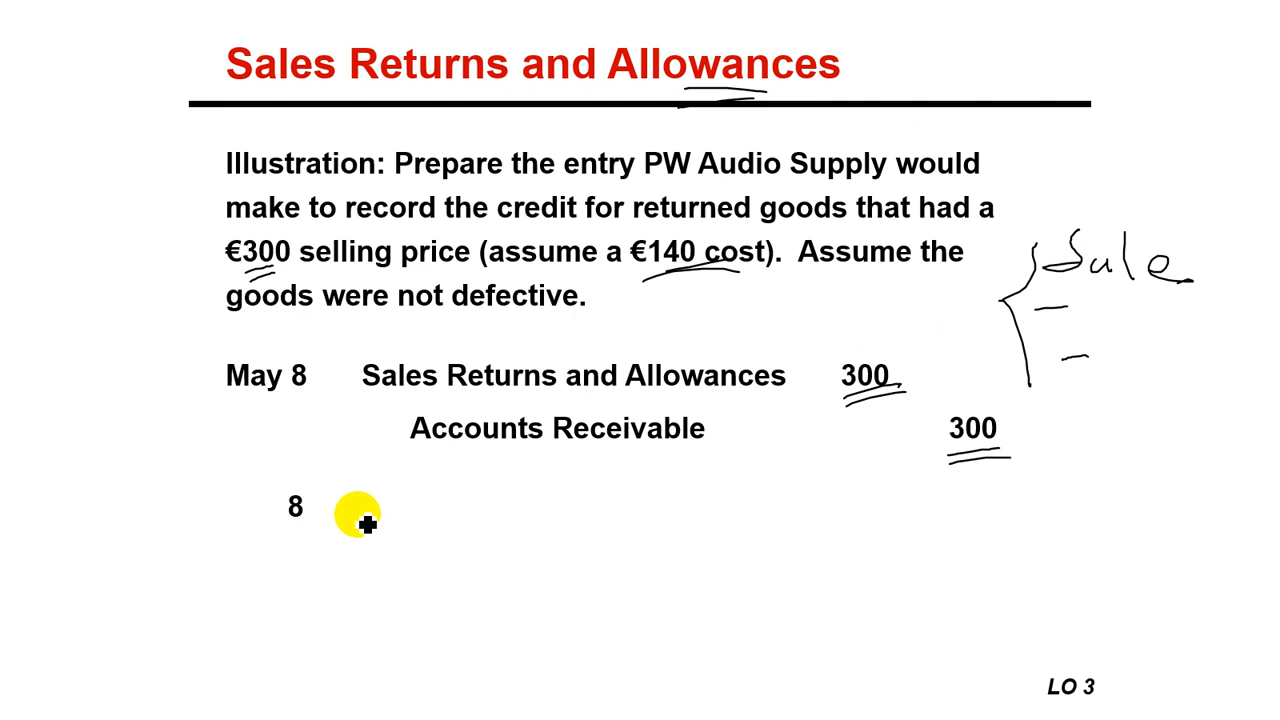 Sales Returns and Allowances
Illustration: Prepare the entry PW Audio Supply would
make to record the credit for returned goods that had a
€300 selling price (assume a €140 cost). Assume the
goods were not defective.
Sale
May 8 Sales Returns and Allowances 300
Accounts Receivable 300
8
LO 3